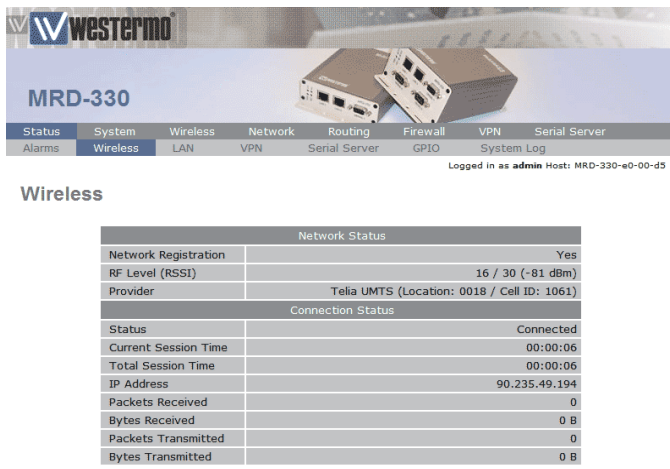 westermo
MRD-330
Status System Wireless Network Routing Firewall VPN Serial Server
Alarms Wireless LAN VPN Serial Server GPIO System Log
Logged in as admin Host: MRD-330-e0-00-d5
Wireless
Network Status
Network Registration Yes
RF Level (RSSI) 16 / 30 (-81 dBm)
Provider Telia UMTS (Location: 0018 / Cell ID: 1061)
Connection Status
Status Connected
Current Session Time 00:00:06
Total Session Time 00:00:06
IP Address 90.235.49.194
Packets Received 0
Bytes Received 0 B
Packets Transmitted 0
Bytes Transmitted 0 B